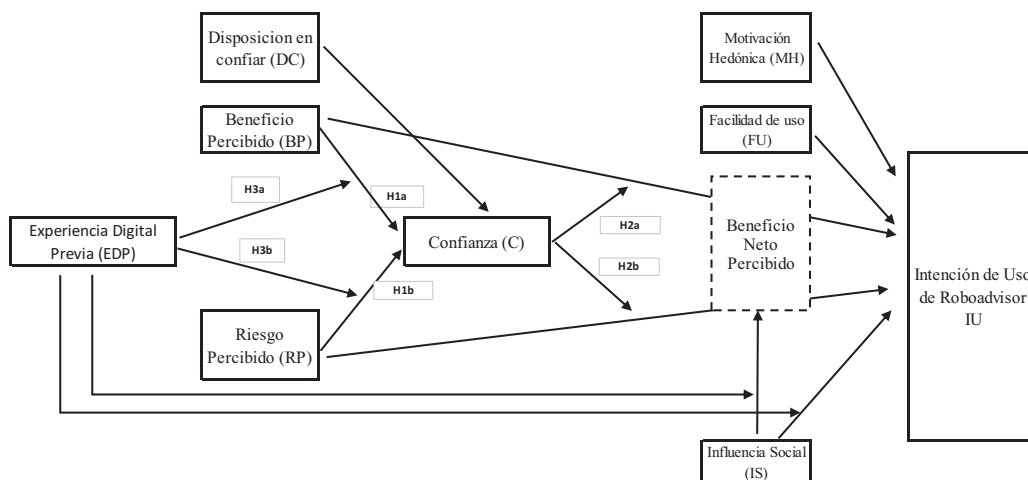 Disposicion en
confiar (DC)
Motivación
Hedónica (MH)
Beneficio
Percibido (BP)
Facilidad de uso
(FU)
H3a
H1a
Experiencia Digital
Previa (EDP)
Confianza (C)
H2a
Beneficio
Neto
Percibido
H3b
H2b
H1b
Intención de Uso
de Roboadvisor
IU
Riesgo
Percibido (RP)
Influencia Social
(IS)